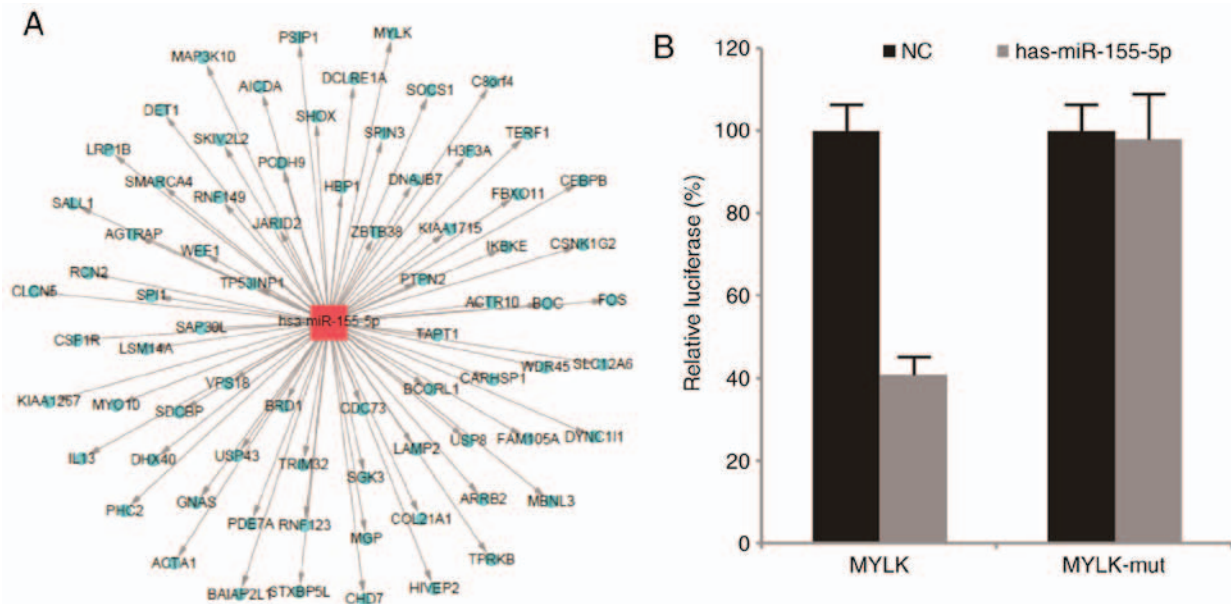 A
PSIP1
MYLK
MAP3K10
DCLRE1A
C8orf4
AICDA
SOCS1
DET1
SHOX
SPIN3
TERF1
SKIV2L2
LRP1B
PCDH9
H3F3A
SMARCA4
RNF149
HBP1
DNAJB7
FBXO11
CEBPB
SALL1
JARID2
ZBTB38
KIAA1715
AGTRAP
WEE1
IKBKE
CSNK1G2
RCN2
TP53INP1
PTPN2
CLCN5
SPI1
ACTR10
BOC
FOS
hsa-miR-155-5p
SAP30L
TAPT1
CSF1R
LSM14A
WDR45
SLC12A6
VPS18
BCORL1
CARHSP1
KIAA1267
MYO10
SDCBP
BRD1
CDC73
USP8
FAM105A
DYNC1I1
IL13
DHX40
USP43
TRIM32
LAMP2
SGK3
PHC2
GNAS
ARRB2
MBNL3
PDE7A
RNF123
COL21A1
MGP
ACTA1
TPRKB
BAIAP2L1
STXBP5L
CHD7
HIVEP2
B
NC
has-miR-155-5p
Relative luciferase (%)
120
100
80
60
40
20
0
MYLK
MYLK-mut